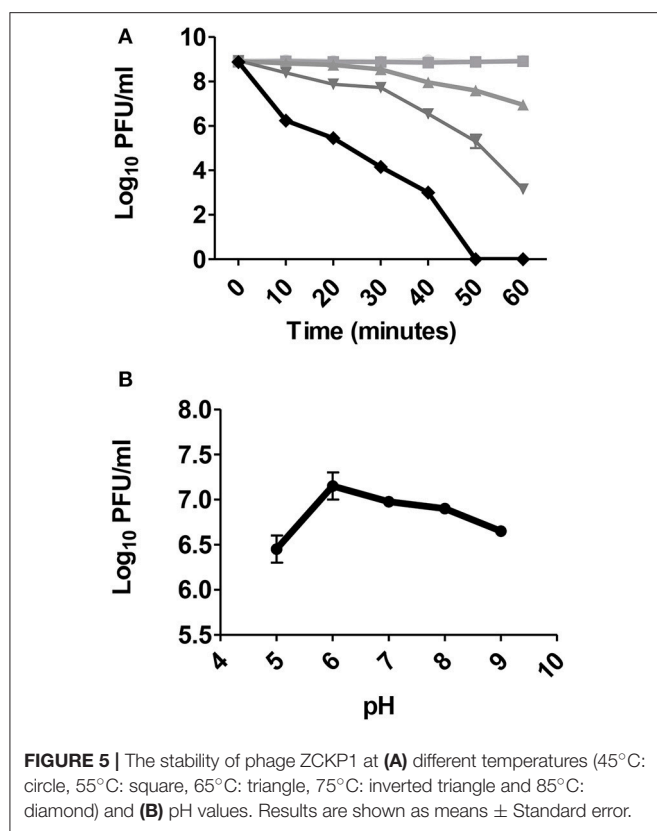 A
Log₁₀ PFU/ml
10
8
6
4
2
0
0 10 20 30 40 50 60
Time (minutes)
B
Log₁₀ PFU/ml
8.0
7.5
7.0
6.5
6.0
5.5
4 5 6 7 8 9 10
pH
FIGURE 5 | The stability of phage ZCKP1 at (A) different temperatures (45°C:
circle, 55°C: square, 65°C: triangle, 75°C: inverted triangle and 85°C:
diamond) and (B) pH values. Results are shown as means ± Standard error.